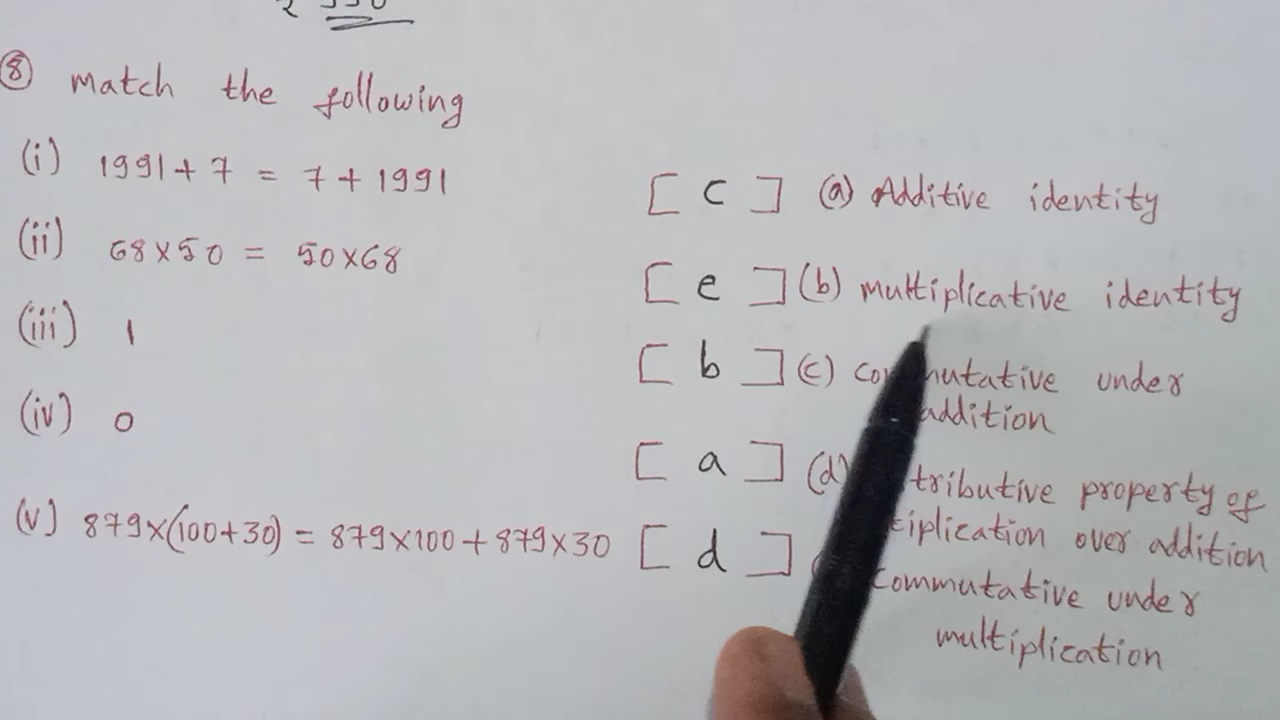 ⑧ match the following
(i) 1991 + 7 = 7 + 1991 [ c ] (a) Additive identity
(ii) 68 × 50 = 50 × 68 [ e ] (b) multiplicative identity
(iii) 1 [ b ] (c) under
addition
(iv) 0 [ a ] (d) property of
over addition
(v) 879×(100+30) = 879×100 + 879×30 [ d ]
commutative under
multiplication